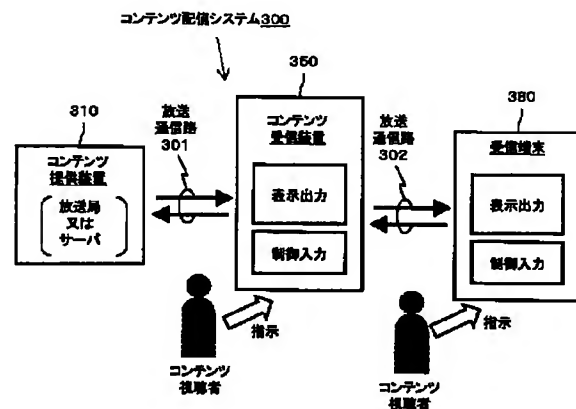 コンテンツ配信システム300
310
コンテンツ
提供装置
放送局
又は
サーバ
放送
通信路
301
350
コンテンツ
受信装置
表示出力
制御入力
放送
通信路
302
380
受信端末
表示出力
制御入力
指示
コンテンツ
視聴者
指示
コンテンツ
視聴者